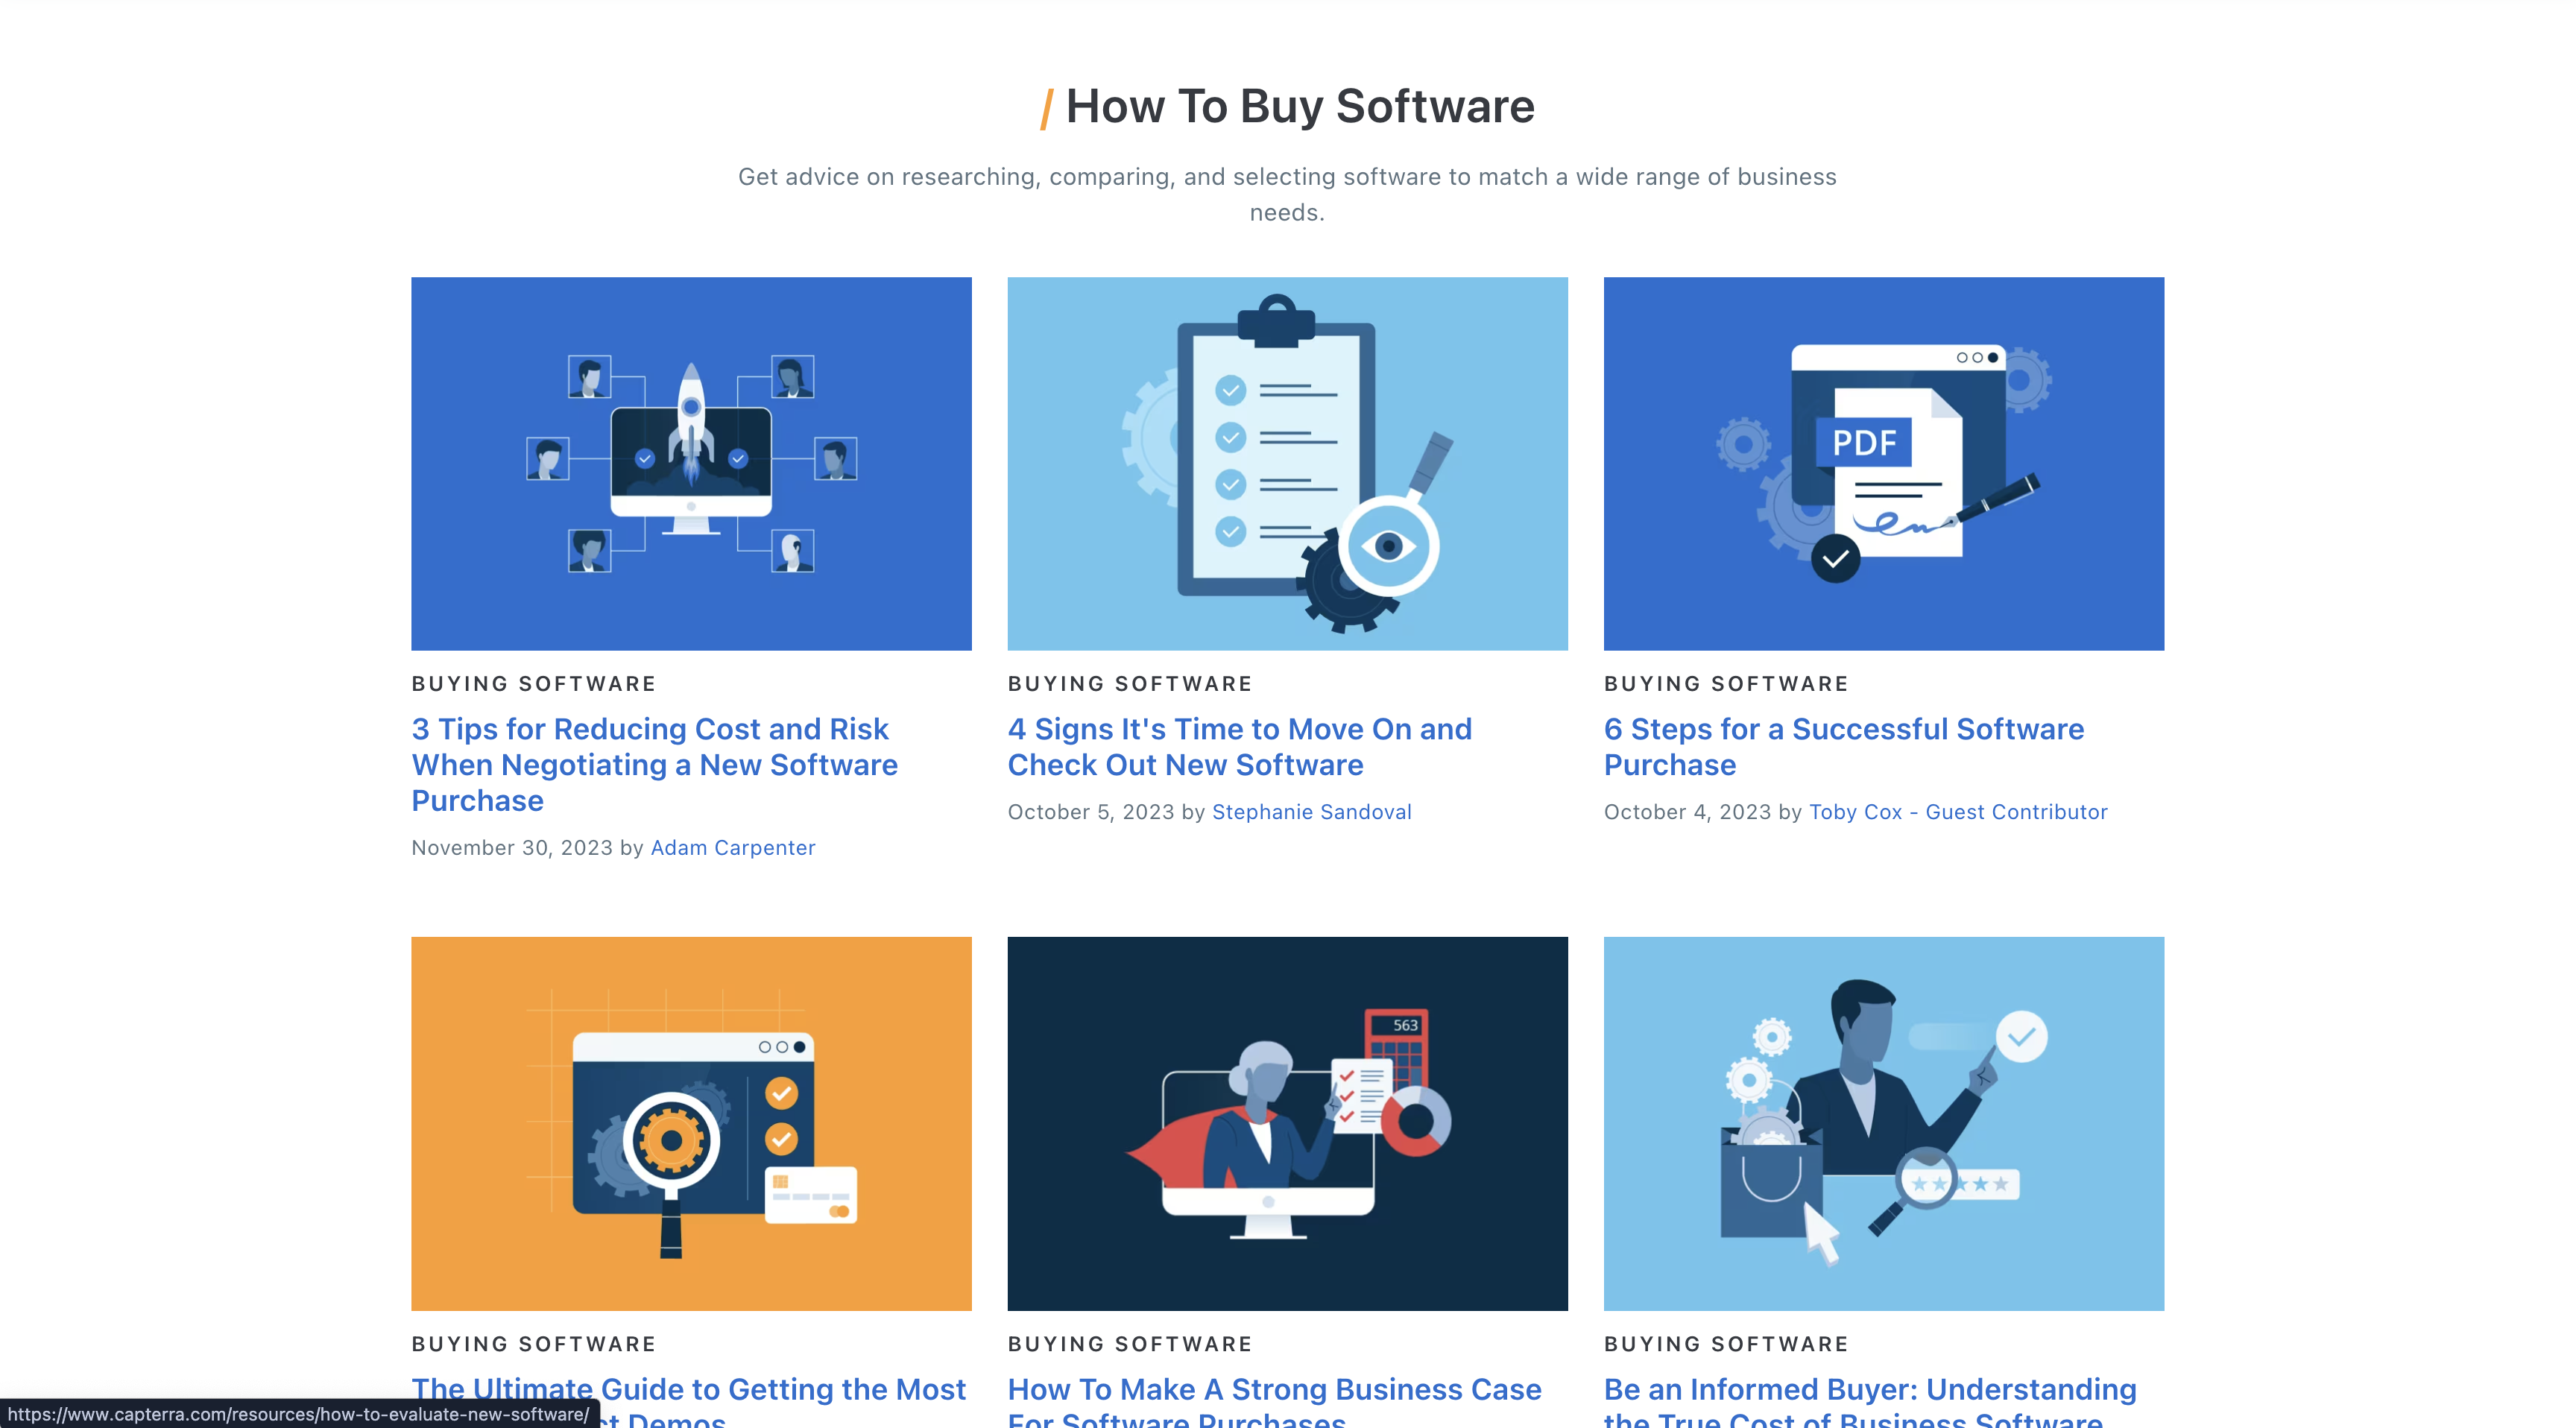 / How To Buy Software
Get advice on researching, comparing, and selecting software to match a wide range of business
needs.
PDF
BUYING SOFTWARE
3 Tips for Reducing Cost and Risk
When Negotiating a New Software
Purchase
November 30, 2023 by Adam Carpenter
BUYING SOFTWARE
4 Signs It's Time to Move On and
Check Out New Software
October 5, 2023 by Stephanie Sandoval
BUYING SOFTWARE
6 Steps for a Successful Software
Purchase
October 4, 2023 by Toby Cox - Guest Contributor
563
BUYING SOFTWARE
The Ultimate Guide to Getting the Most
Demos
BUYING SOFTWARE
How To Make A Strong Business Case
For Software Purchases
BUYING SOFTWARE
Be an Informed Buyer: Understanding
the True Cost of Business Software
https://www.capterra.com/resources/how-to-evaluate-new-software/